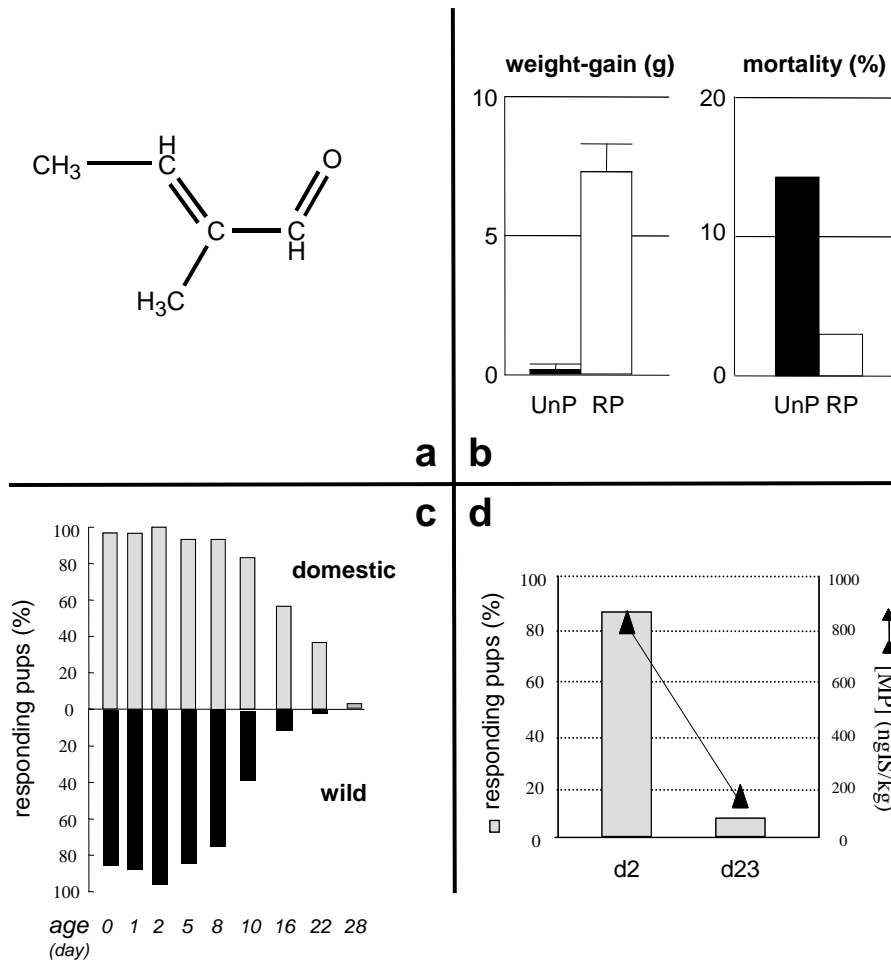 CH3
H
C
O
C
C
H
H3C
a
weight-gain (g)
10
5
0
UnP RP
mortality (%)
20
10
0
UnP RP
b
c
100
80
60
40
20
0
20
40
60
80
100
responding pups (%)
domestic
wild
age 0 1 2 5 8 10 16 22 28
(day)
d
100
80
60
40
20
0
responding pups (%)
1000
800
600
400
200
0
[MP] (ngIS/kg)
d2 d23